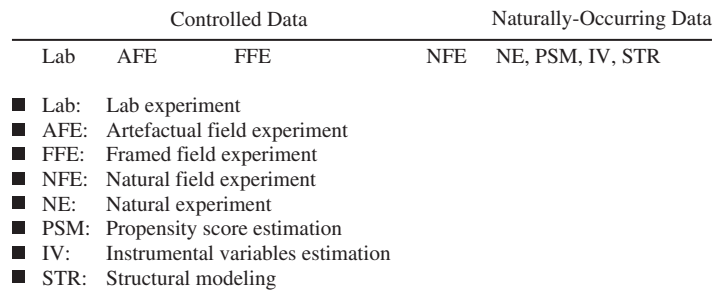 Controlled Data Naturally-Occurring Data
Lab AFE FFE NFE NE, PSM, IV, STR
■ Lab: Lab experiment
■ AFE: Artefactual field experiment
■ FFE: Framed field experiment
■ NFE: Natural field experiment
■ NE: Natural experiment
■ PSM: Propensity score estimation
■ IV: Instrumental variables estimation
■ STR: Structural modeling